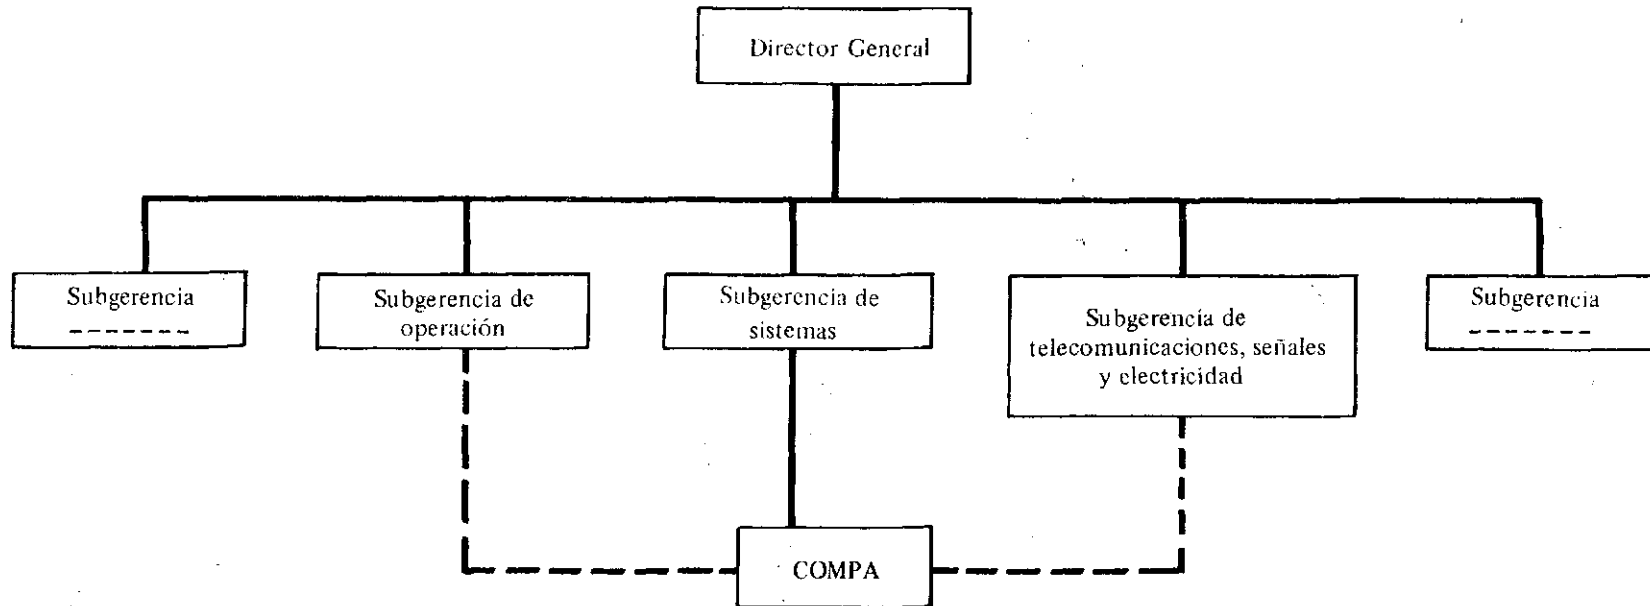 Director General
Subgerencia
Subgerencia de
operación
Subgerencia de
sistemas
Subgerencia de
telecomunicaciones, señales
y electricidad
Subgerencia
COMPA